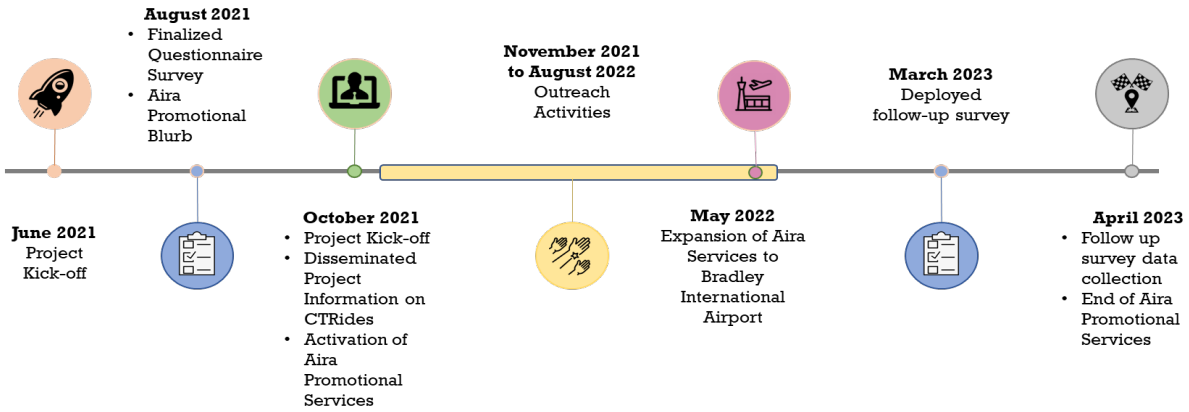 August 2021
• Finalized
Questionnaire
Survey
• Aira
Promotional
Blurb
November 2021
to August 2022
Outreach
Activities
March 2023
Deployed
follow-up survey
June 2021
Project
Kick-off
October 2021
• Project Kick-off
• Disseminated
Project
Information on
CTRides
• Activation of
Aira
Promotional
Services
May 2022
Expansion of Aira
Services to
Bradley
International
Airport
April 2023
• Follow up
survey data
collection
• End of Aira
Promotional
Services